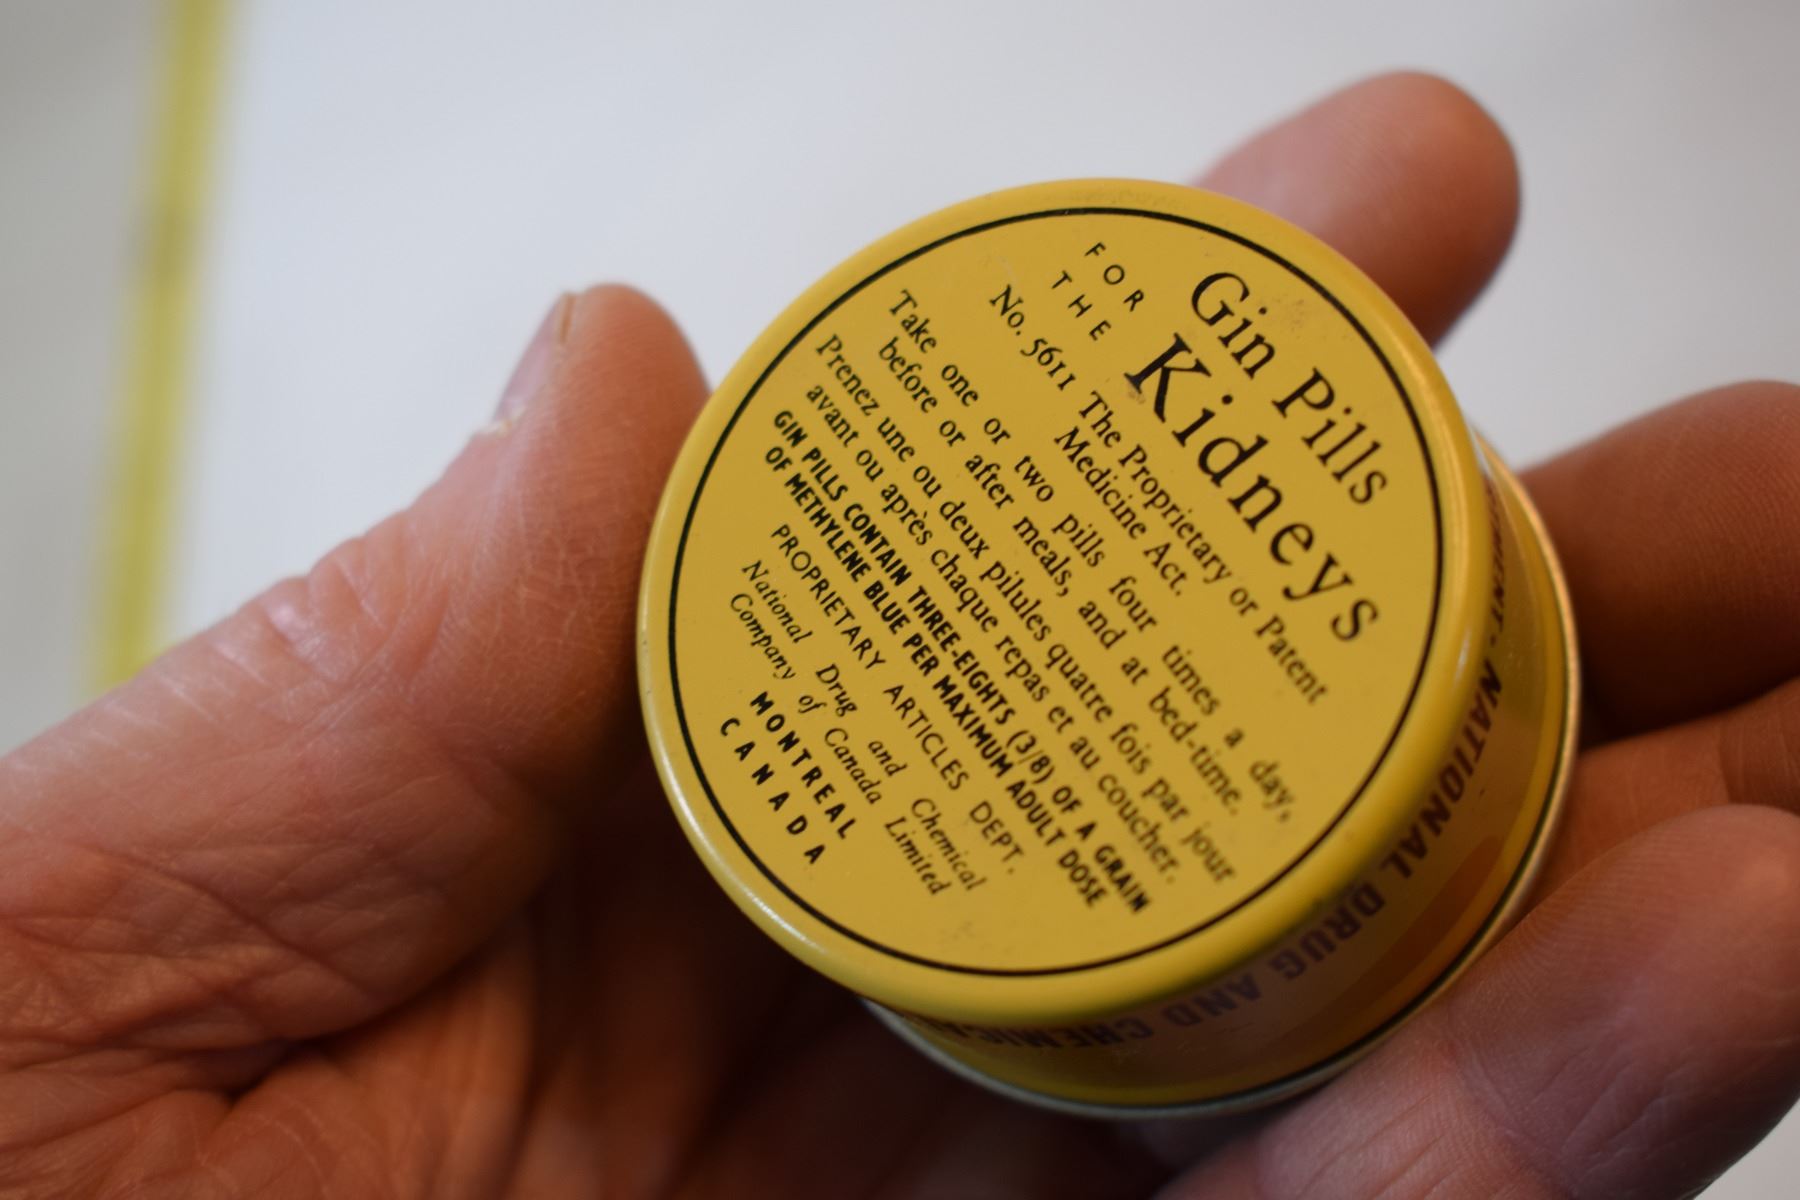 Gin Pills
FOR
THE
Kidneys
No. 5611 The Proprietary or Patent
Medicine Act.
Take one or two pills four times a day,
before or after meals, and at bed-time.
Prenez une ou deux pilules quatre fois par jour
avant ou après chaque repas et au coucher.
GIN PILLS CONTAIN THREE-EIGHTS (3/8) OF A GRAIN
OF METHYLENE BLUE PER MAXIMUM ADULT DOSE
PROPRIETARY ARTICLES DEPT.
National Drug and Chemical
Company of Canada Limited
MONTREAL
CANADA
NATIONAL DRUG AND CHEMICAL